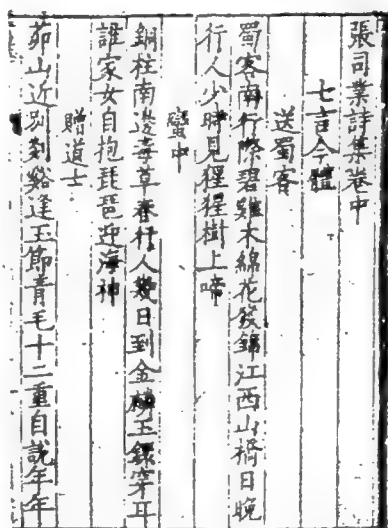 張司業詩集卷中
七言今體
送蜀客
蜀客南行際碧雞木綿花發錦江西山橋日晚
行人少時見猩猩樹上啼
蠻中
銅柱南邊毒草春行人幾日到金楊玉鐶穿耳
誰家女自抱琵琶迎海神
贈道士
茆山近別剡谿逢玉節青毛十二重自說年年